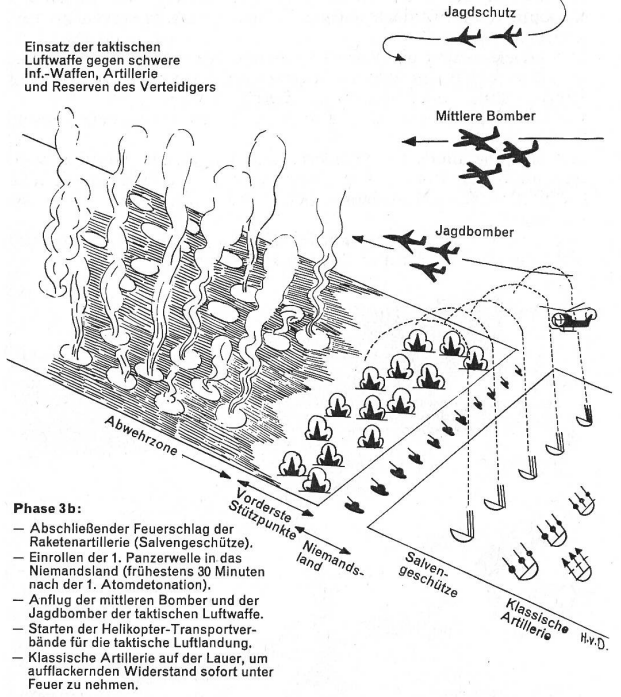 Jagdschutz
Einsatz der taktischen
Luftwaffe gegen schwere
Inf.-Waffen, Artillerie
und Reserven des Verteidigers
Mittlere Bomber
Jagdbomber
Abwehrzone
Vorderste
Stützpunkte
Niemands-
land
Salven-
geschütze
Klassische
Artillerie
H.v.D.
Phase 3b:
— Abschließender Feuerschlag der
Raketenartillerie (Salvengeschütze).
— Einrollen der 1. Panzerwelle in das
Niemandsland (frühestens 30 Minuten
nach der 1. Atomdetonation).
— Anflug der mittleren Bomber und der
Jagdbomber der taktischen Luftwaffe.
— Starten der Helikopter-Transportver-
bände für die taktische Luftlandung.
— Klassische Artillerie auf der Lauer, um
aufflackernden Widerstand sofort unter
Feuer zu nehmen.